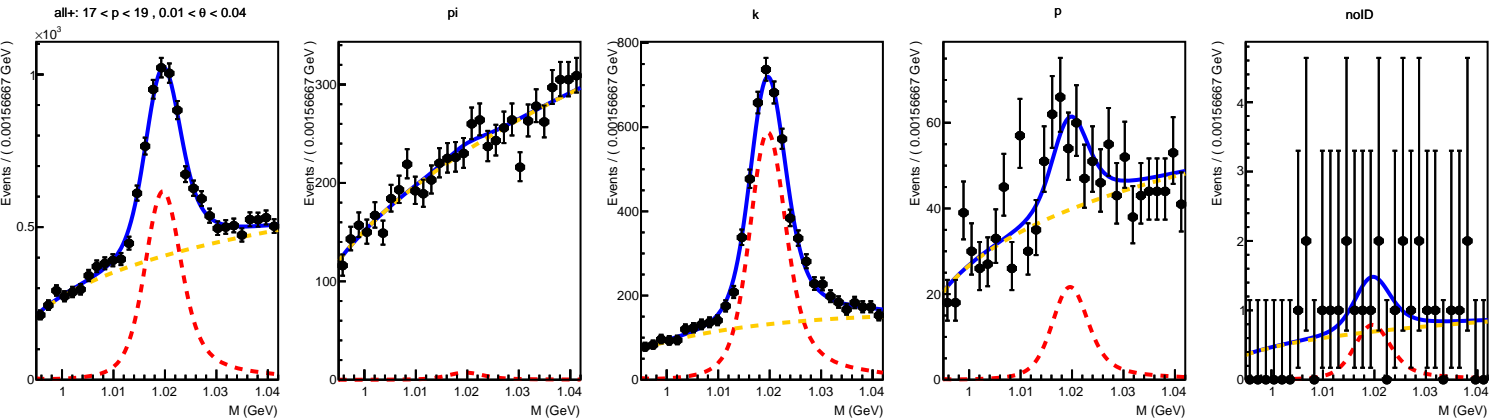 all+: 17 < p < 19 , 0.01 < θ < 0.04
×10³
Events / ( 0.00156667 GeV )
1
0.5
0
1 1.01 1.02 1.03 1.04
M (GeV)
pi
Events / ( 0.00156667 GeV )
300
200
100
0
1 1.01 1.02 1.03 1.04
M (GeV)
k
Events / ( 0.00156667 GeV )
800
600
400
200
0
1 1.01 1.02 1.03 1.04
M (GeV)
p
Events / ( 0.00156667 GeV )
60
40
20
0
1 1.01 1.02 1.03 1.04
M (GeV)
noID
Events / ( 0.00156667 GeV )
4
3
2
1
0
1 1.01 1.02 1.03 1.04
M (GeV)